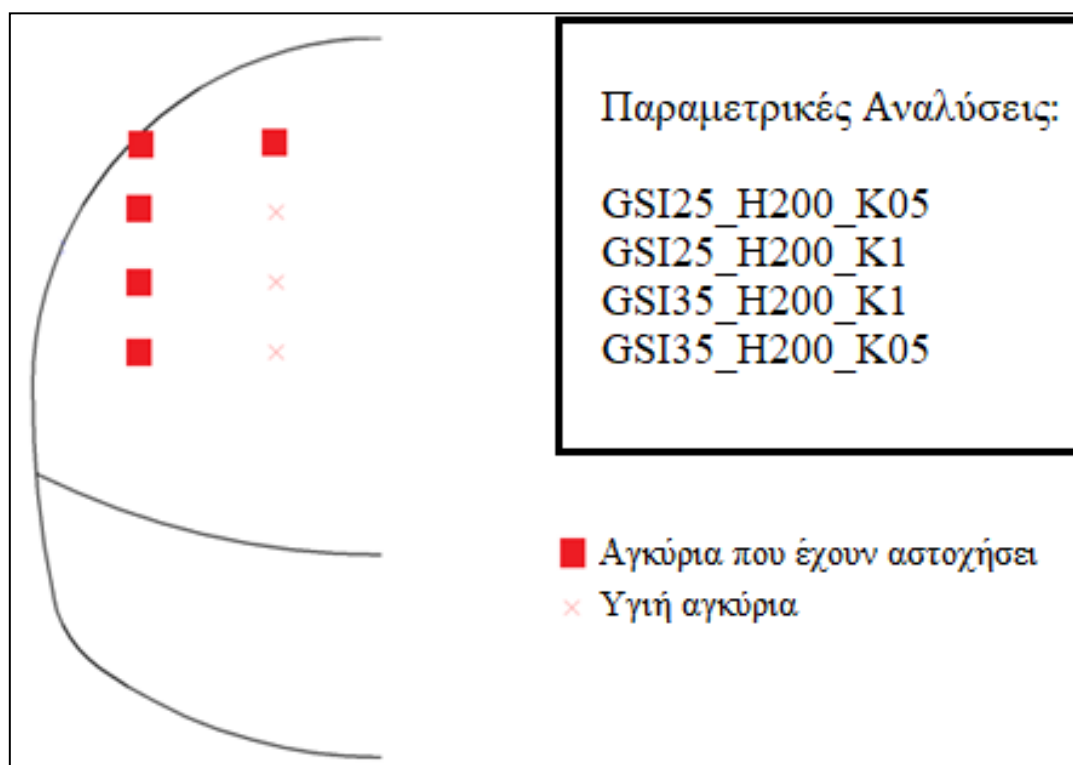 Παραμετρικές Αναλύσεις:
GSI25_H200_K05
GSI25_H200_K1
GSI35_H200_K1
GSI35_H200_K05
Αγκύρια που έχουν αστοχήσει
Υγιή αγκύρια